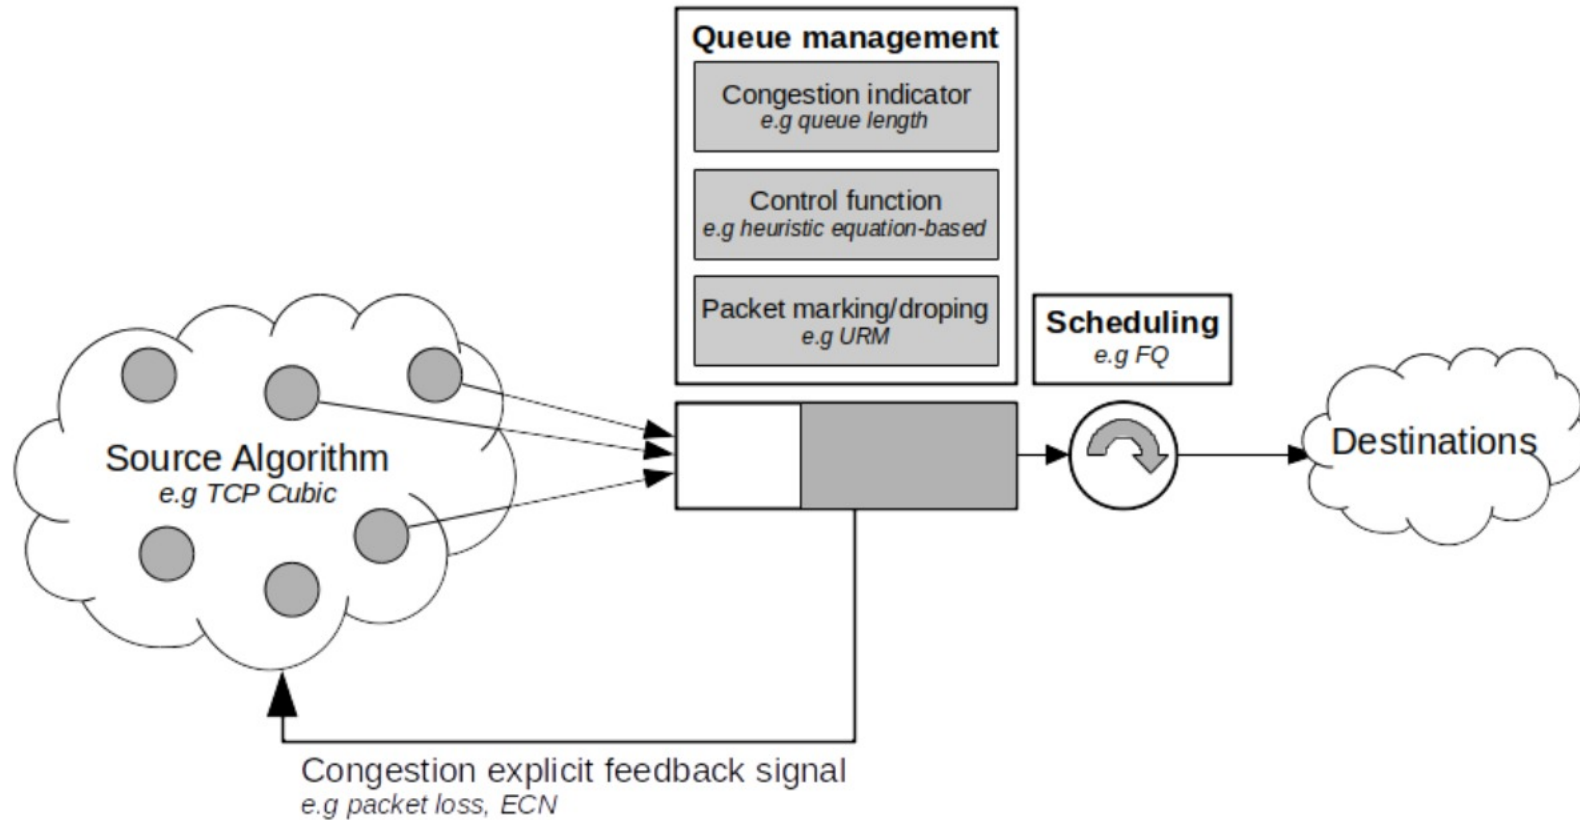 Queue management
Congestion indicator
e.g queue length
Control function
e.g heuristic equation-based
Packet marking/droping
e.g URM
Scheduling
e.g FQ
Source Algorithm
e.g TCP Cubic
Destinations
Congestion explicit feedback signal
e.g packet loss, ECN